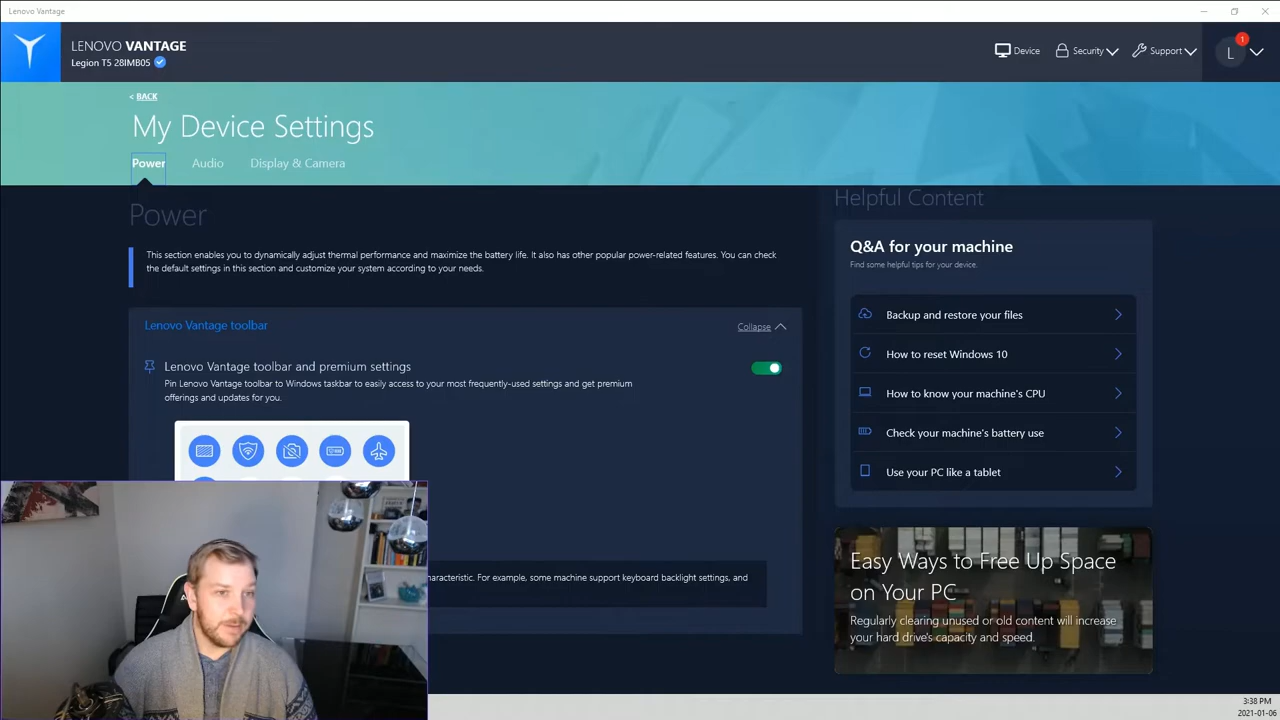 Lenovo Vantage
LENOVO VANTAGE
Legion T5 28IMB05
Device
Security
Support
L
1
< BACK
My Device Settings
Power
Audio
Display & Camera
Power
This section enables you to dynamically adjust thermal performance and maximize the battery life. It also has other popular power-related features. You can check
the default settings in this section and customize your system according to your needs.
Lenovo Vantage toolbar
Collapse
Lenovo Vantage toolbar and premium settings
Pin Lenovo Vantage toolbar to Windows taskbar to easily access to your most frequently-used settings and get premium
offerings and updates for you.
haracteristic. For example, some machine support keyboard backlight settings, and
Helpful Content
Q&A for your machine
Find some helpful tips for your device.
Backup and restore your files
How to reset Windows 10
How to know your machine's CPU
Check your machine's battery use
Use your PC like a tablet
Easy Ways to Free Up Space
on Your PC
Regularly clearing unused or old content will increase
your hard drive's capacity and speed.
3:38 PM
2021-01-06